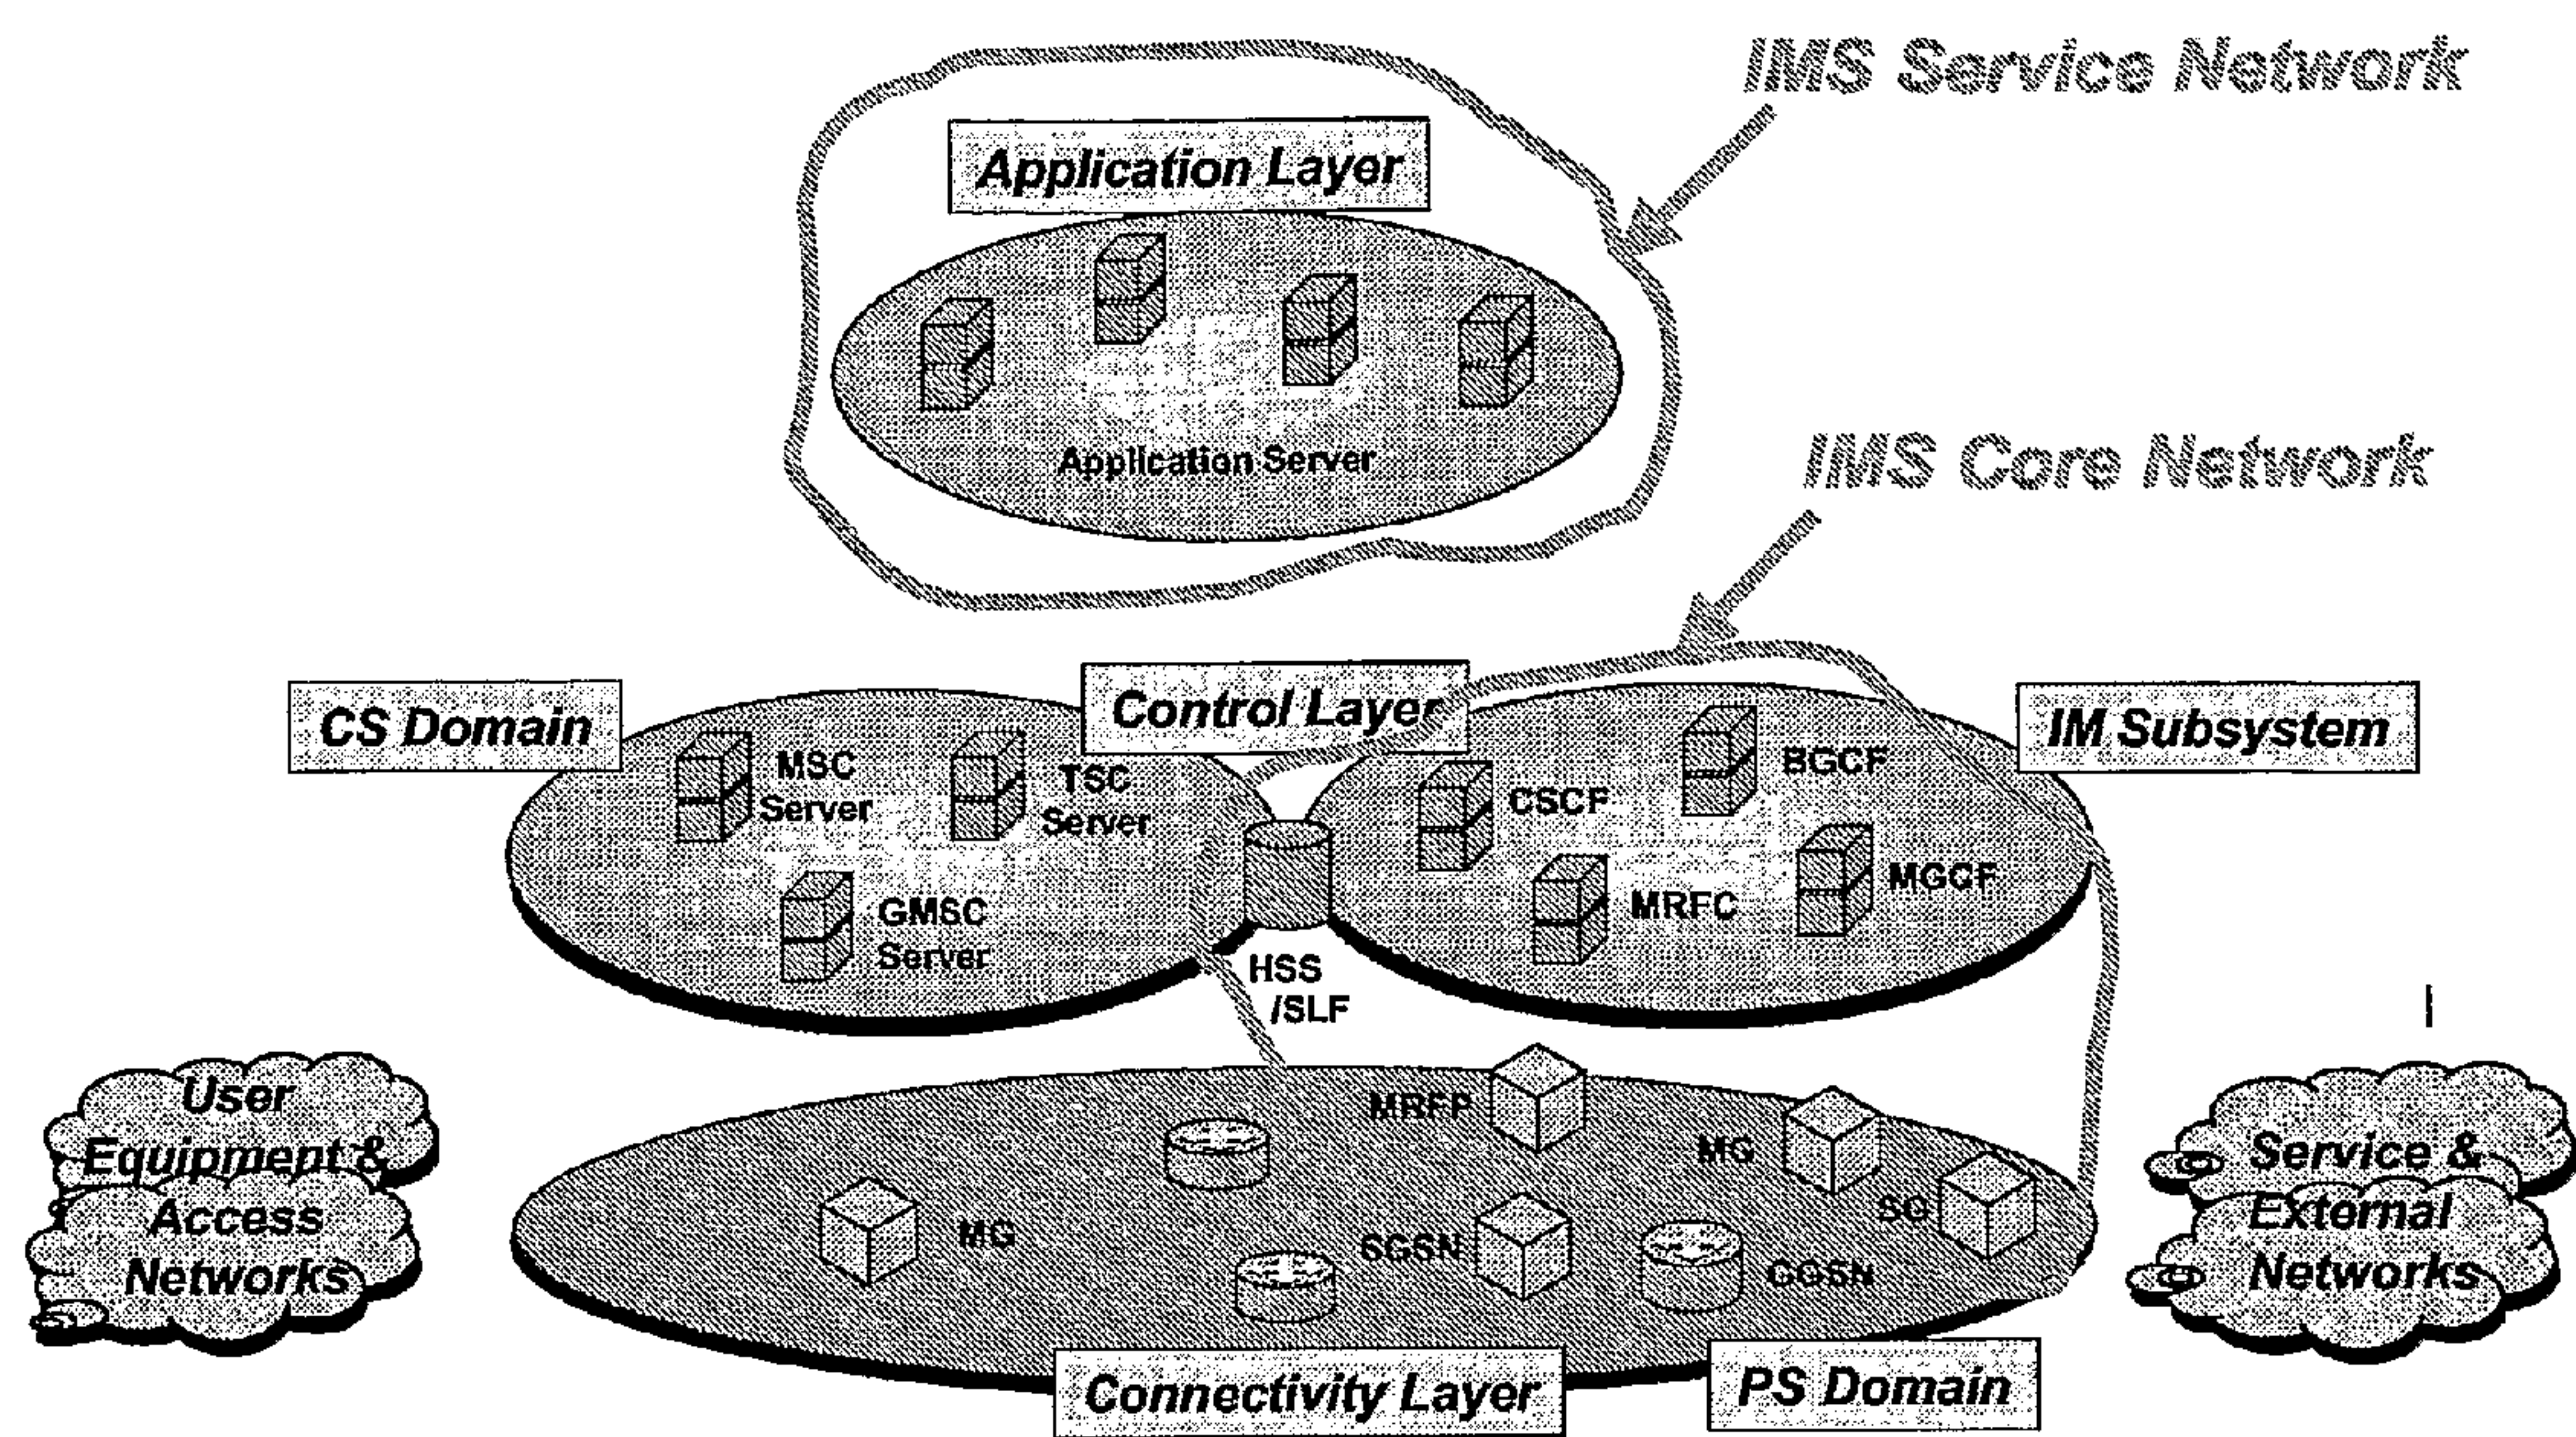 IMS Service Network
Application Layer
Application Server
IMS Core Network
CS Domain
Control Layer
IM Subsystem
MSC
Server
TSC
Server
GMSC
Server
HSS
/SLF
CSCF
BGCF
MRFC
MGCF
User
Equipment &
Access
Networks
MRFP
MG
SG
MG
SGSN
GGSN
Service &
External
Networks
Connectivity Layer
PS Domain